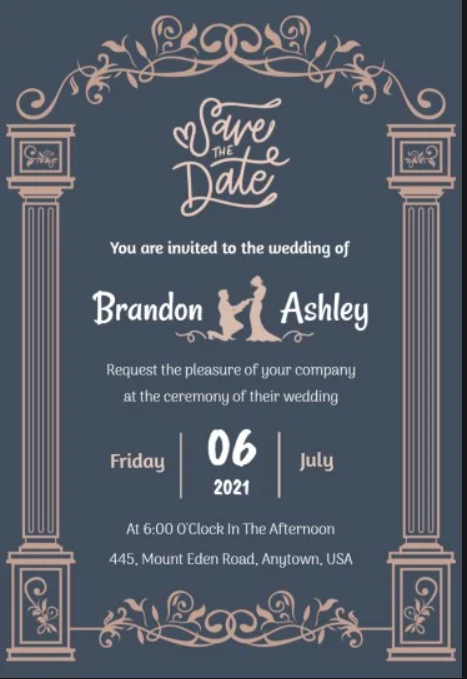 Save
THE
Date
You are invited to the wedding of
Brandon Ashley
Request the pleasure of your company
at the ceremony of their wedding
Friday 06 July
2021
At 6:00 O'Clock In The Afternoon
445, Mount Eden Road, Anytown, USA